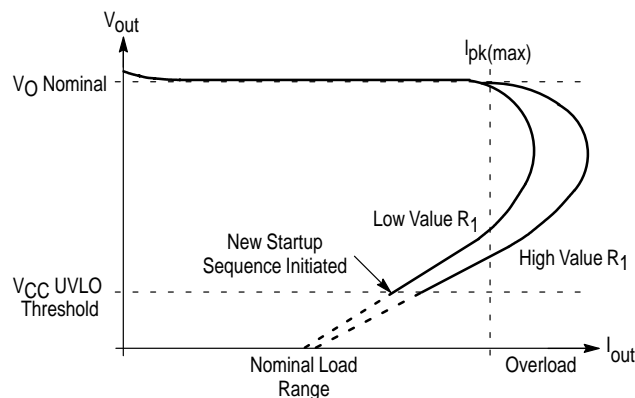 Vout
Ipk(max)
VO Nominal
Low Value R1
New Startup
Sequence Initiated
High Value R1
VCC UVLO
Threshold
Iout
Nominal Load
Range
Overload